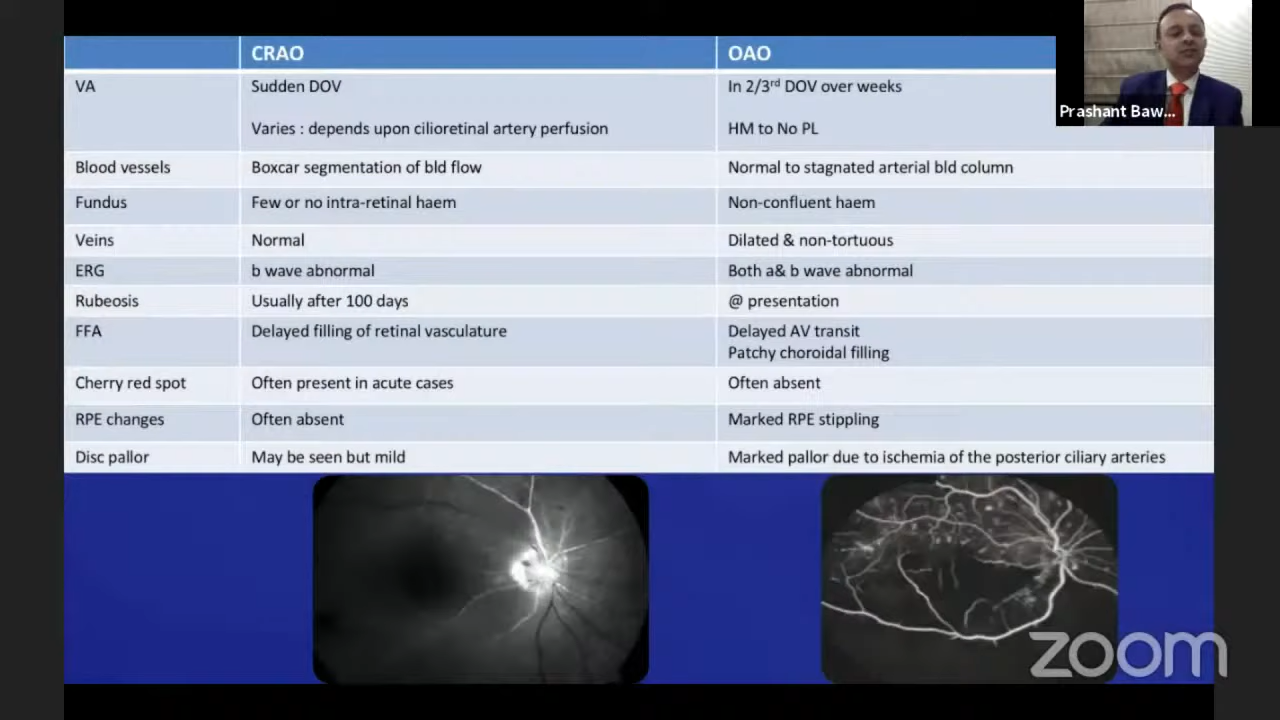 CRAO OAO
VA Sudden DOV In 2/3rd DOV over weeks
Varies : depends upon cilioretinal artery perfusion HM to No PL
Blood vessels Boxcar segmentation of bld flow Normal to stagnated arterial bld column
Fundus Few or no intra-retinal haem Non-confluent haem
Veins Normal Dilated & non-tortuous
ERG b wave abnormal Both a& b wave abnormal
Rubeosis Usually after 100 days @ presentation
FFA Delayed filling of retinal vasculature Delayed AV transit
Patchy choroidal filling
Cherry red spot Often present in acute cases Often absent
RPE changes Often absent Marked RPE stippling
Disc pallor May be seen but mild Marked pallor due to ischemia of the posterior ciliary arteries
Prashant Baw...
zoom